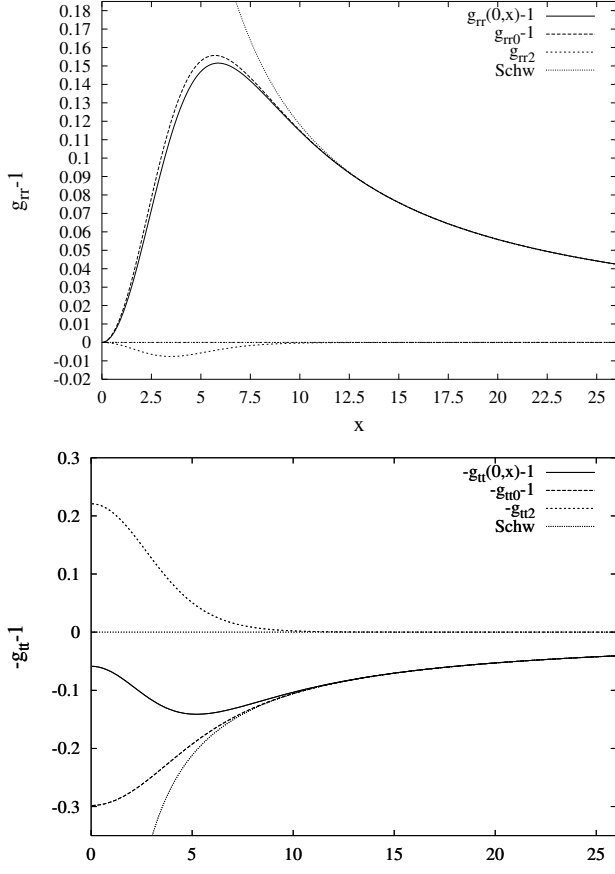 0.18
0.17
0.16
0.15
0.14
0.13
0.12
0.11
0.1
0.09
0.08
0.07
0.06
0.05
0.04
0.03
0.02
0.01
0
-0.01
-0.02
g_rr-1
g_rr(0,x)-1
g_rr0-1
g_rr2
Schw
0 2.5 5 7.5 10 12.5 15 17.5 20 22.5 25
x
0.3
0.2
0.1
0
-0.1
-0.2
-0.3
-g_tt-1
-g_tt(0,x)-1
-g_tt0-1
-g_tt2
Schw
0 5 10 15 20 25